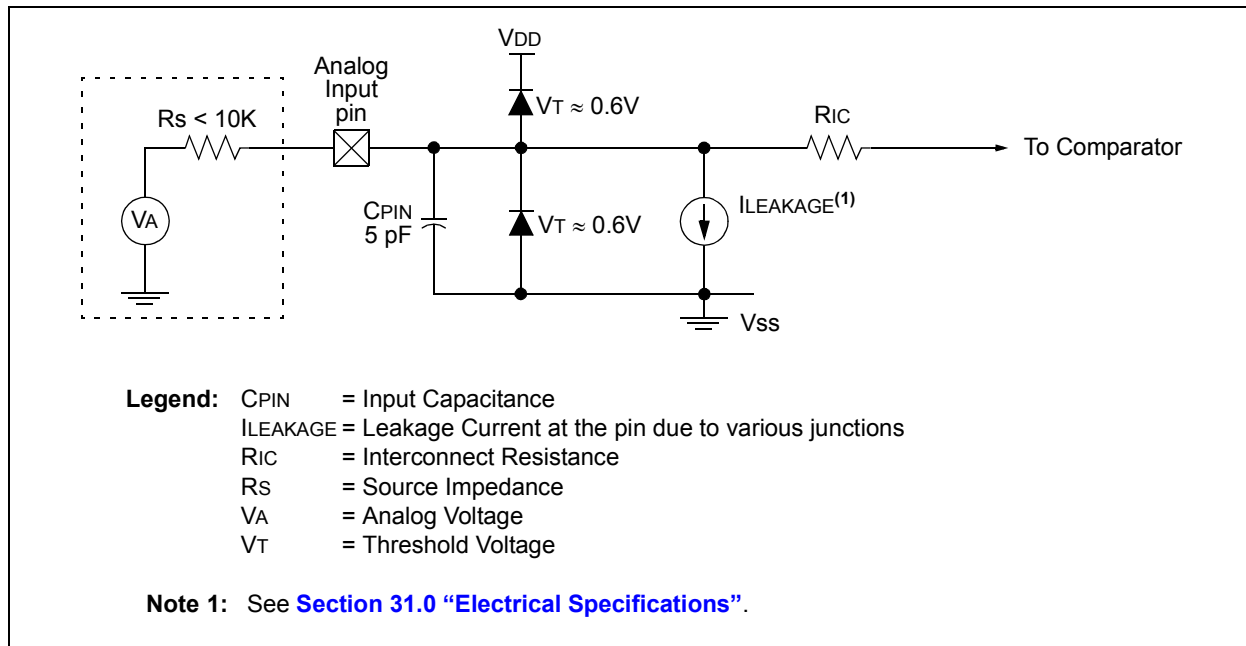 VDD
Analog
Input
pin
Rs < 10K
VT ≈ 0.6V
RIC
To Comparator
VA
CPIN
5 pF
VT ≈ 0.6V
ILEAKAGE(1)
Vss
Legend: CPIN = Input Capacitance
ILEAKAGE = Leakage Current at the pin due to various junctions
RIC = Interconnect Resistance
RS = Source Impedance
VA = Analog Voltage
VT = Threshold Voltage
Note 1: See Section 31.0 “Electrical Specifications”.